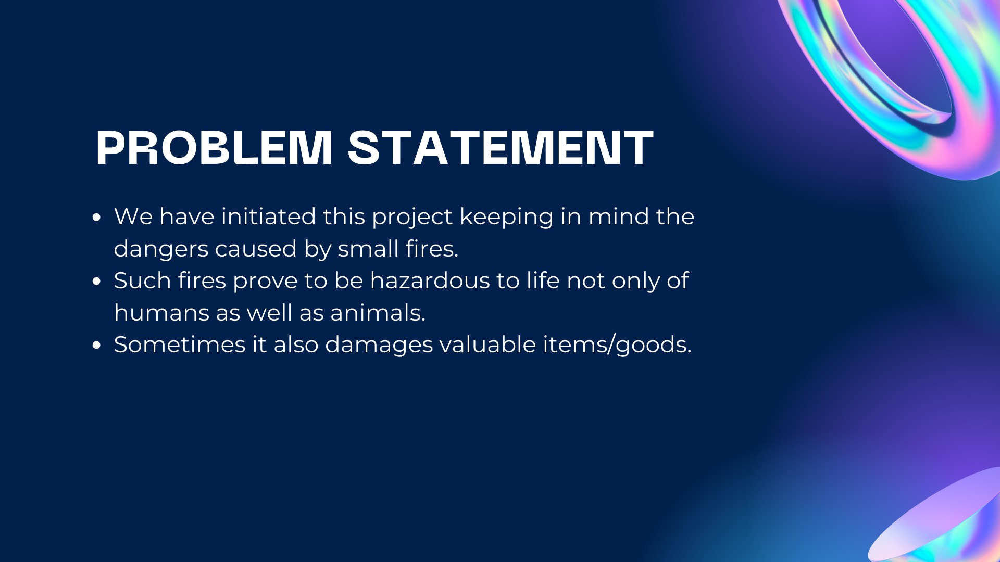 PROBLEM STATEMENT
• We have initiated this project keeping in mind the
dangers caused by small fires.
• Such fires prove to be hazardous to life not only of
humans as well as animals.
• Sometimes it also damages valuable items/goods.